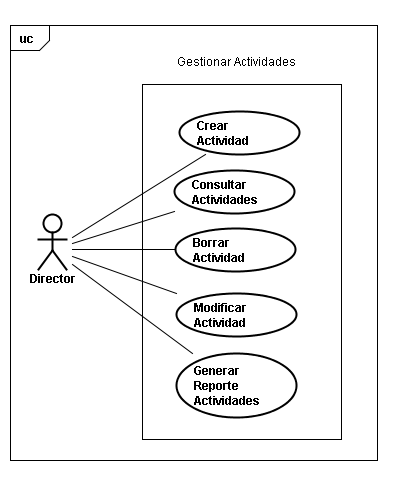 uc
Gestionar Actividades
Crear
Actividad
Consultar
Actividades
Borrar
Actividad
Director
Modificar
Actividad
Generar
Reporte
Actividades